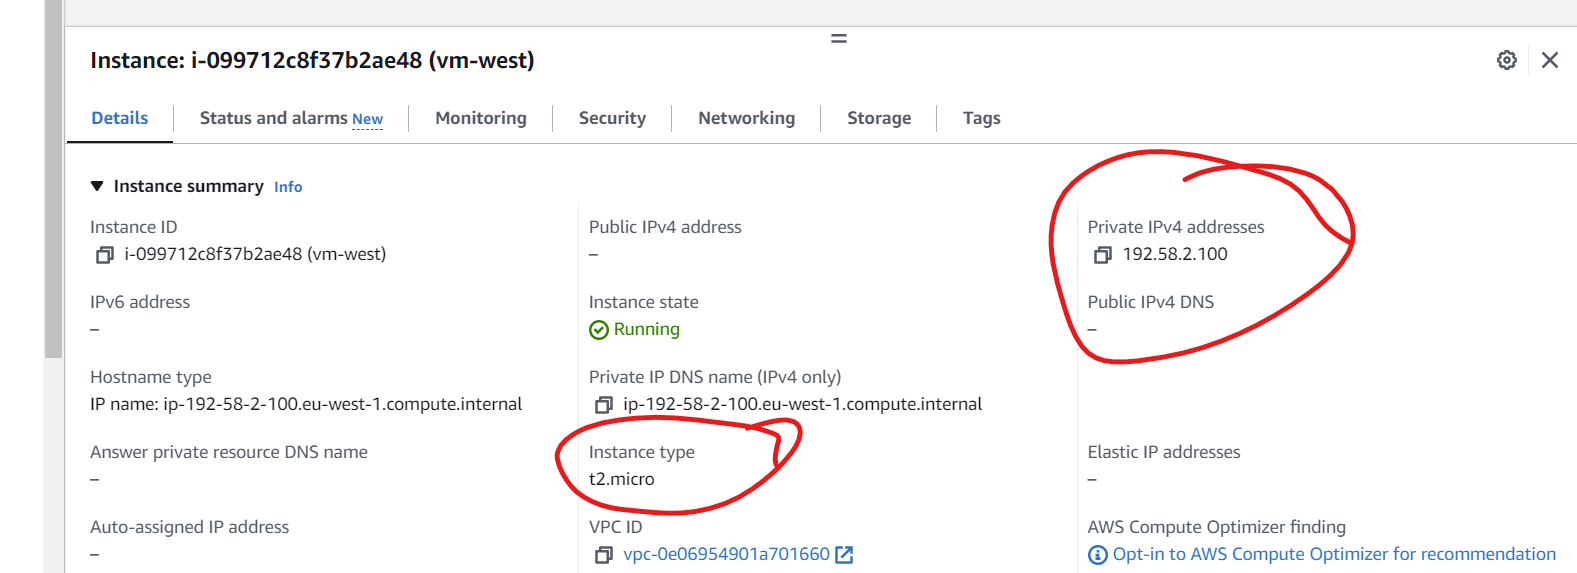 Instance: i-099712c8f37b2ae48 (vm-west)
Details
Status and alarms New
Monitoring
Security
Networking
Storage
Tags
Instance summary Info
Instance ID
i-099712c8f37b2ae48 (vm-west)
Public IPv4 address
–
Private IPv4 addresses
192.58.2.100
IPv6 address
–
Instance state
Running
Public IPv4 DNS
–
Hostname type
IP name: ip-192-58-2-100.eu-west-1.compute.internal
Private IP DNS name (IPv4 only)
ip-192-58-2-100.eu-west-1.compute.internal
Answer private resource DNS name
–
Instance type
t2.micro
Elastic IP addresses
–
Auto-assigned IP address
–
VPC ID
vpc-0e06954901a701660
AWS Compute Optimizer finding
Opt-in to AWS Compute Optimizer for recommendation